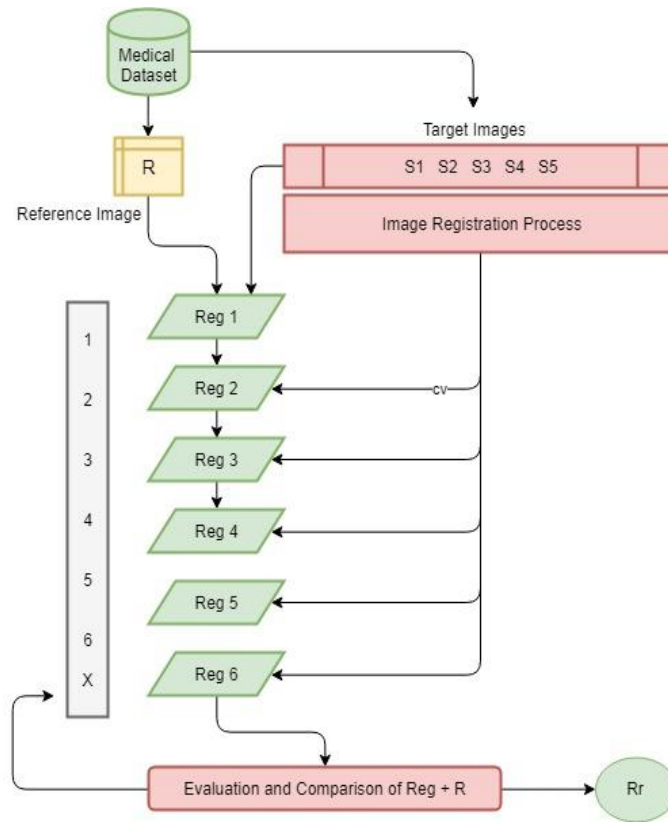 Medical
Dataset
Target Images
R
S1 S2 S3 S4 S5
Reference Image
Image Registration Process
Reg 1
1
Reg 2
cv
2
Reg 3
3
Reg 4
4
Reg 5
5
6
Reg 6
X
Evaluation and Comparison of Reg + R
Rr